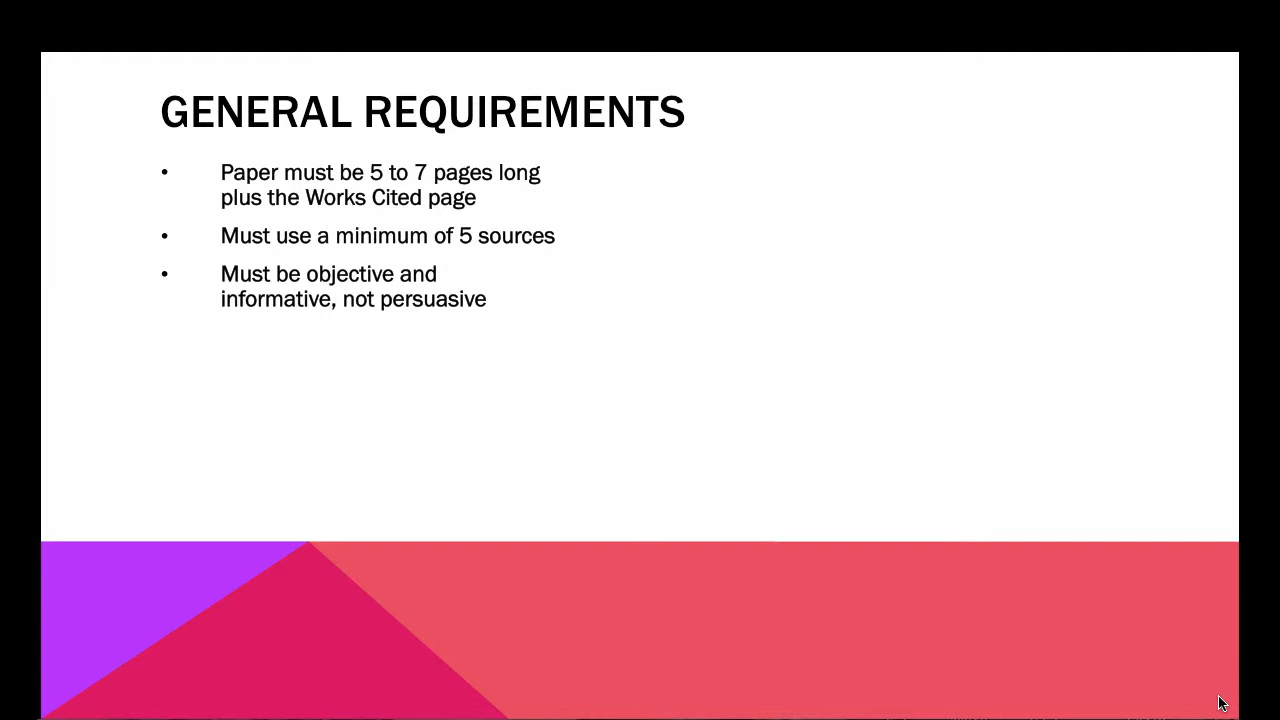 GENERAL REQUIREMENTS
• Paper must be 5 to 7 pages long
plus the Works Cited page
• Must use a minimum of 5 sources
• Must be objective and
informative, not persuasive